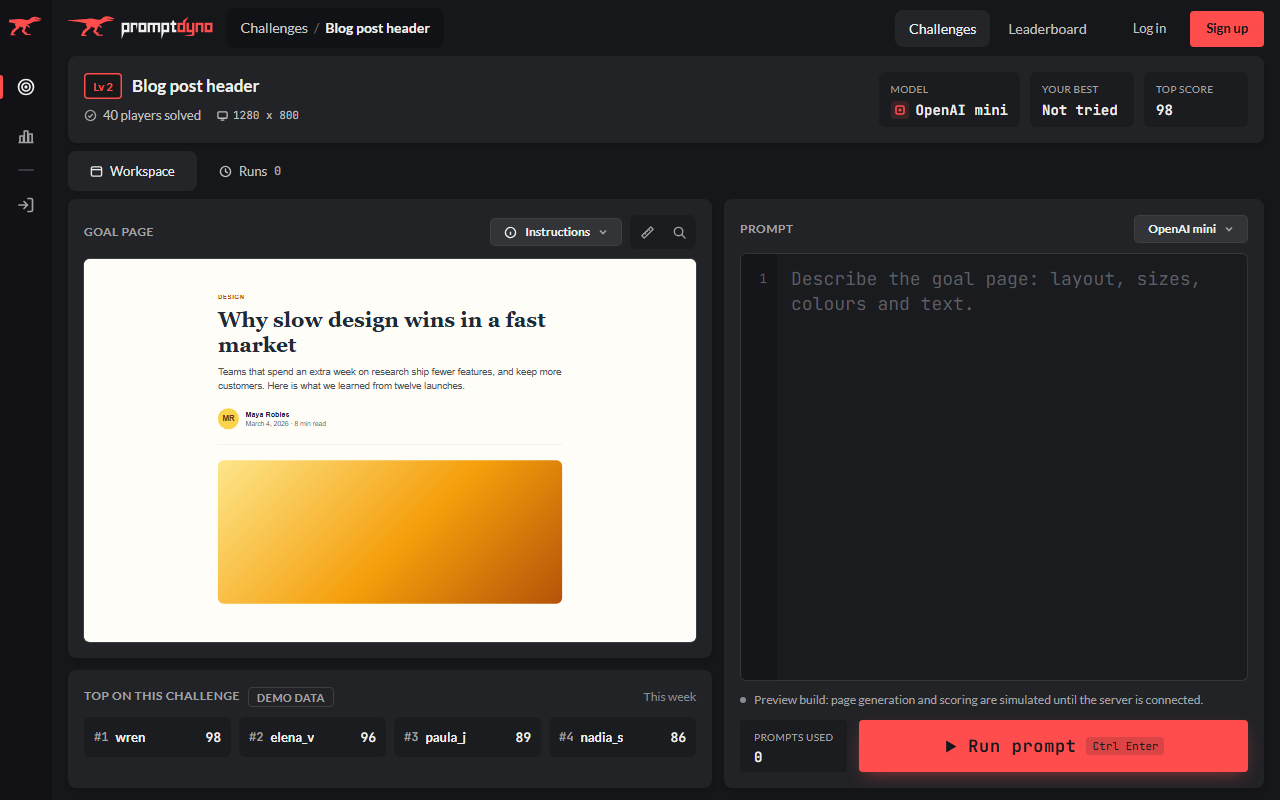 promptdyno
Challenges / Blog post header
Challenges
Leaderboard
Log in
Sign up
Lv 2
Blog post header
40 players solved
1280 x 800
MODEL
OpenAI mini
YOUR BEST
Not tried
TOP SCORE
98
Workspace
Runs 0
GOAL PAGE
Instructions
DESIGN
Why slow design wins in a fast
market
Teams that spend an extra week on research ship fewer features, and keep more
customers. Here is what we learned from twelve launches.
MR
Maya Robles
March 4, 2026 · 8 min read
TOP ON THIS CHALLENGE
DEMO DATA
This week
#1 wren 98
#2 elena_v 96
#3 paula_j 89
#4 nadia_s 86
PROMPT
OpenAI mini
1
Describe the goal page: layout, sizes,
colours and text.
Preview build: page generation and scoring are simulated until the server is connected.
PROMPTS USED
0
Run prompt
Ctrl Enter